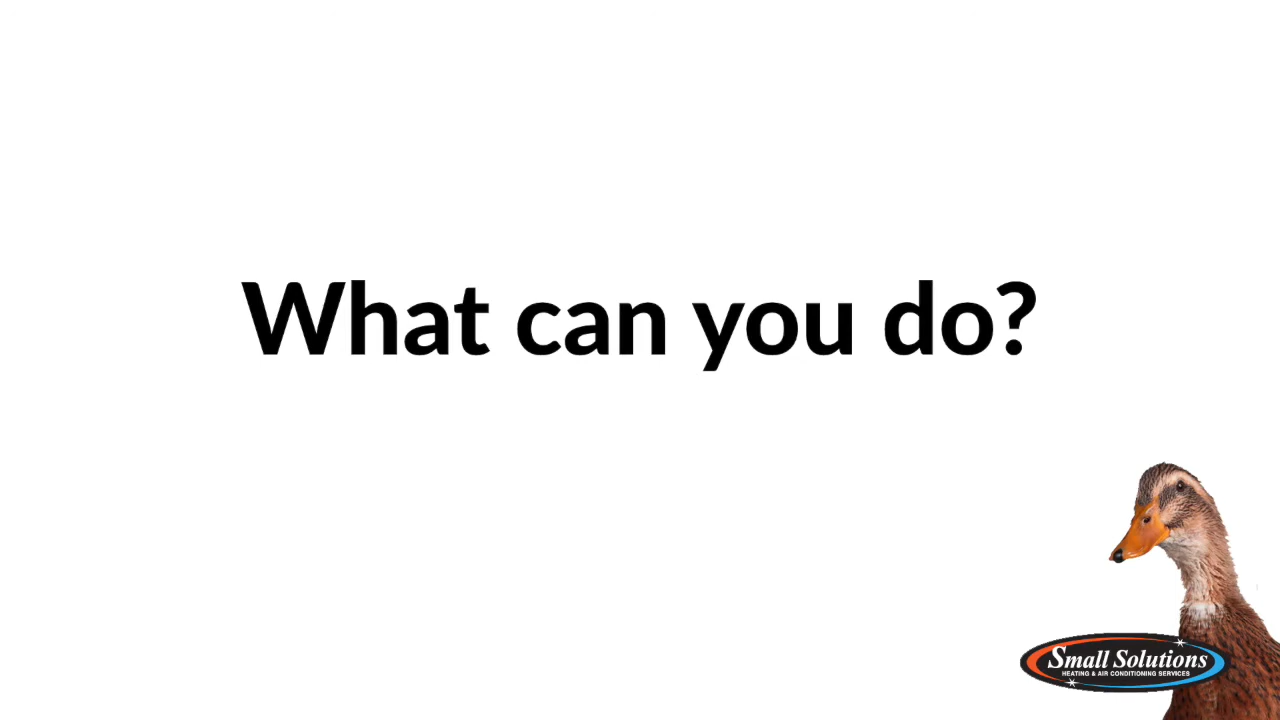 What can you do?
Small Solutions
HEATING & AIR CONDITIONING SERVICES